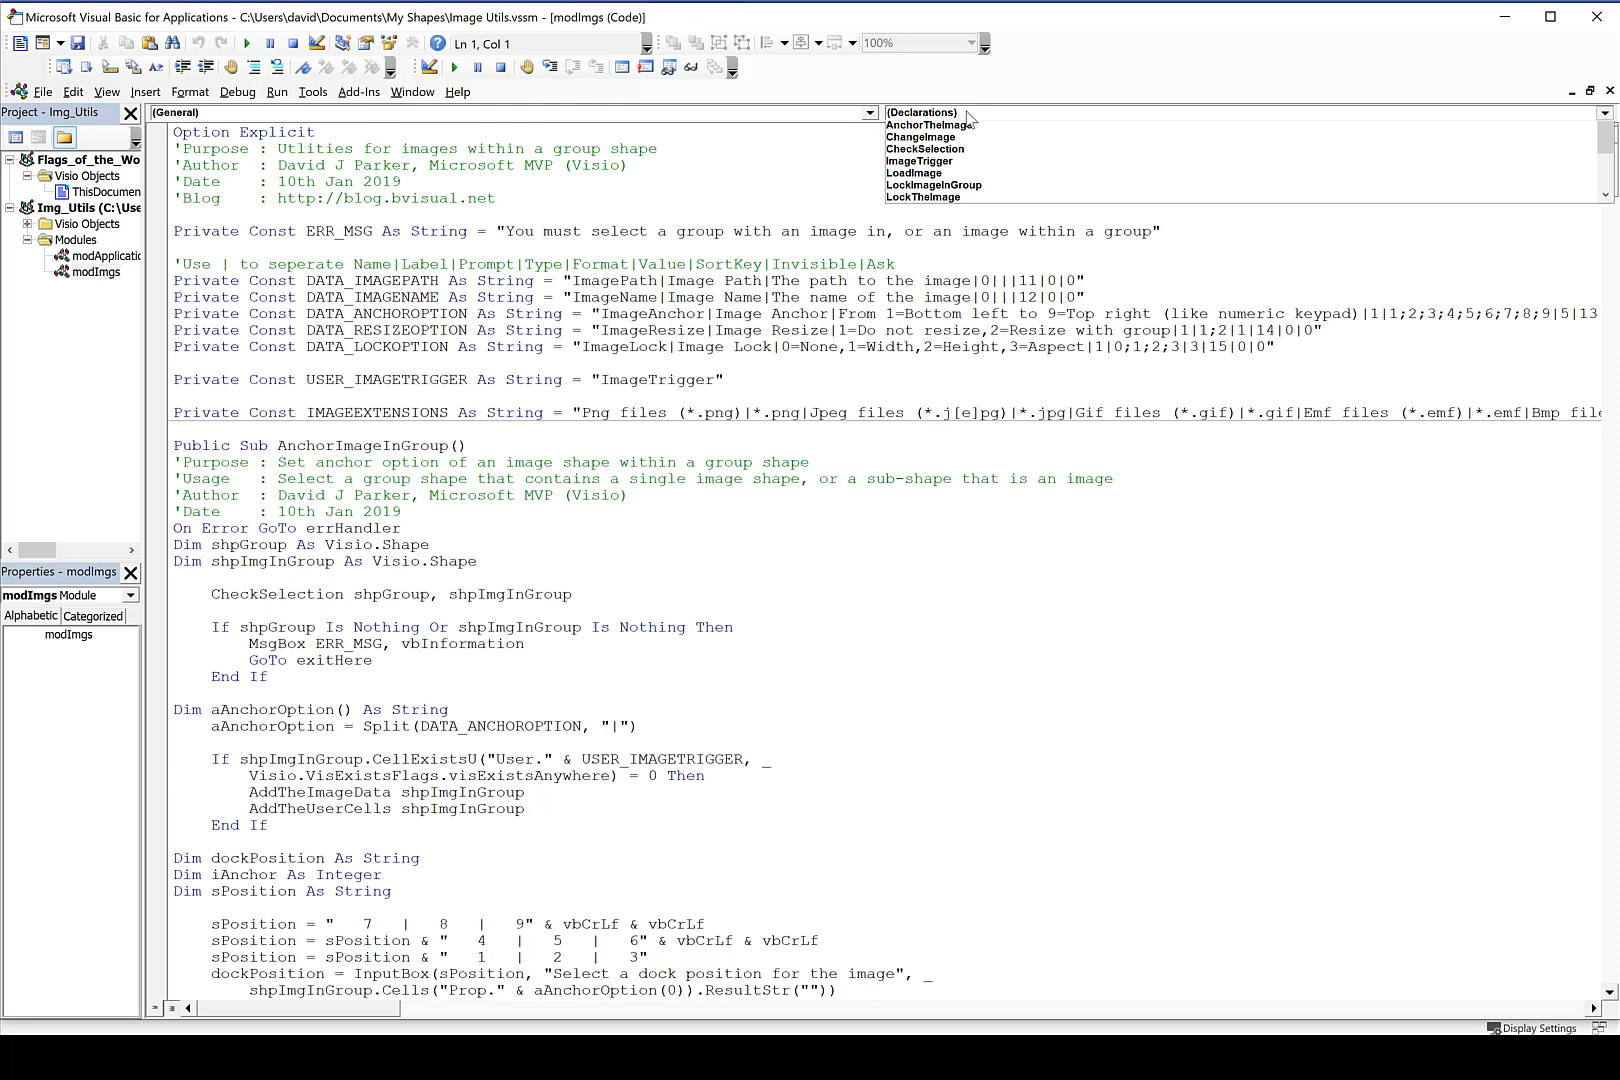 Microsoft Visual Basic for Applications - C:\Users\david\Documents\My Shapes\Image Utils.vssm - [modImgs (Code)]
Ln 1, Col 1
100%
File Edit View Insert Format Debug Run Tools Add-Ins Window Help
Project - Img_Utils
(General)
(Declarations)
AnchorTheImage
ChangeImage
CheckSelection
ImageTrigger
LoadImage
LockImageInGroup
LockTheImage
Flags_of_the_Wo
Visio Objects
ThisDocumen
Img_Utils (C:\Use
Visio Objects
Modules
modApplicatio
modImgs
Properties - modImgs
modImgs Module
Alphabetic Categorized
modImgs
Option Explicit
'Purpose : Utlities for images within a group shape
'Author : David J Parker, Microsoft MVP (Visio)
'Date : 10th Jan 2019
'Blog : http://blog.bvisual.net
Private Const ERR_MSG As String = "You must select a group with an image in, or an image within a group"
'Use | to seperate Name|Label|Prompt|Type|Format|Value|SortKey|Invisible|Ask
Private Const DATA_IMAGEPATH As String = "ImagePath|Image Path|The path to the image|0|||11|0|0"
Private Const DATA_IMAGENAME As String = "ImageName|Image Name|The name of the image|0|||12|0|0"
Private Const DATA_ANCHOROPTION As String = "ImageAnchor|Image Anchor|From 1=Bottom left to 9=Top right (like numeric keypad)|1|1;2;3;4;5;6;7;8;9|5|13
Private Const DATA_RESIZEOPTION As String = "ImageResize|Image Resize|1=Do not resize,2=Resize with group|1|1;2|1|14|0|0"
Private Const DATA_LOCKOPTION As String = "ImageLock|Image Lock|0=None,1=Width,2=Height,3=Aspect|1|0;1;2;3|3|15|0|0"
Private Const USER_IMAGETRIGGER As String = "ImageTrigger"
Private Const IMAGEEXTENSIONS As String = "Png files (*.png)|*.png|Jpeg files (*.j[e]pg)|*.jpg|Gif files (*.gif)|*.gif|Emf files (*.emf)|*.emf|Bmp file
Public Sub AnchorImageInGroup()
'Purpose : Set anchor option of an image shape within a group shape
'Usage : Select a group shape that contains a single image shape, or a sub-shape that is an image
'Author : David J Parker, Microsoft MVP (Visio)
'Date : 10th Jan 2019
On Error GoTo errHandler
Dim shpGroup As Visio.Shape
Dim shpImgInGroup As Visio.Shape
CheckSelection shpGroup, shpImgInGroup
If shpGroup Is Nothing Or shpImgInGroup Is Nothing Then
MsgBox ERR_MSG, vbInformation
GoTo exitHere
End If
Dim aAnchorOption() As String
aAnchorOption = Split(DATA_ANCHOROPTION, "|")
If shpImgInGroup.CellExistsU("User." & USER_IMAGETRIGGER, _
Visio.VisExistsFlags.visExistsAnywhere) = 0 Then
AddTheImageData shpImgInGroup
AddTheUserCells shpImgInGroup
End If
Dim dockPosition As String
Dim iAnchor As Integer
Dim sPosition As String
sPosition = " 7 | 8 | 9" & vbCrLf & vbCrLf
sPosition = sPosition & " 4 | 5 | 6" & vbCrLf & vbCrLf
sPosition = sPosition & " 1 | 2 | 3"
dockPosition = InputBox(sPosition, "Select a dock position for the image", _
shpImgInGroup.Cells("Prop." & aAnchorOption(0)).ResultStr(""))
Display Settings